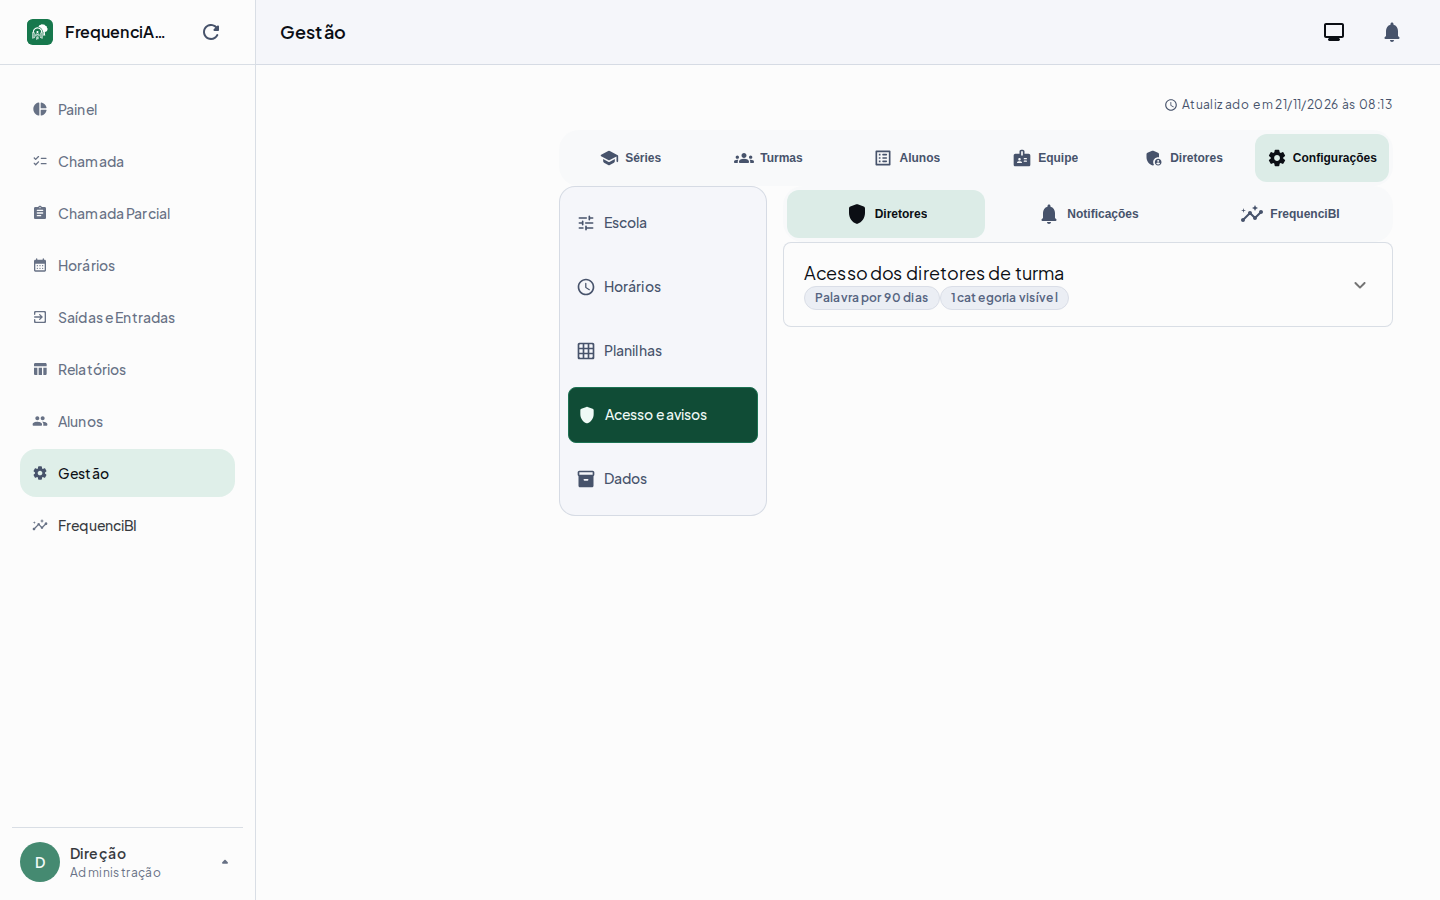 FrequenciA...
Gestão
Painel
Chamada
Chamada Parcial
Horários
Saídas e Entradas
Relatórios
Alunos
Gestão
FrequenciBI
D
Direção
Administração
Atualizado em 21/11/2026 às 08:13
Séries
Turmas
Alunos
Equipe
Diretores
Configurações
Escola
Horários
Planilhas
Acesso e avisos
Dados
Diretores
Notificações
FrequenciBI
Acesso dos diretores de turma
Palavra por 90 dias
1 categoria visível